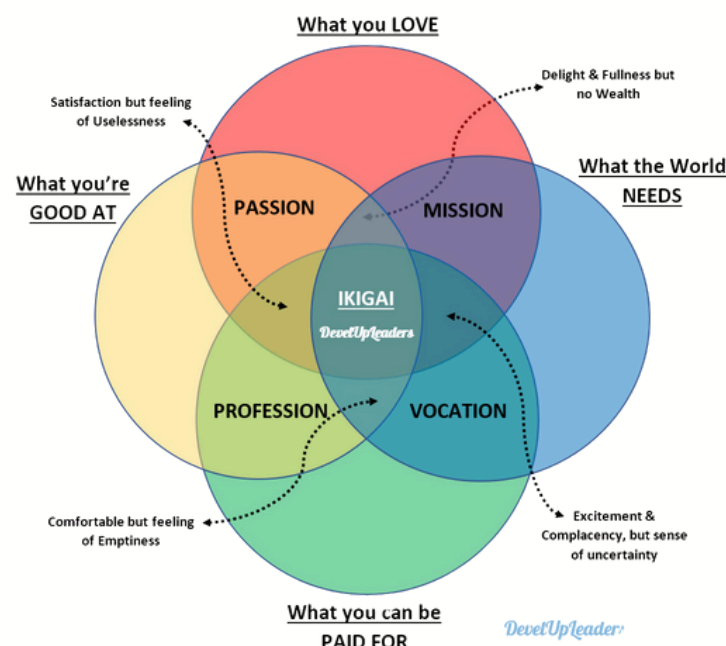 What you LOVE
Delight & Fullness but
no Wealth
Satisfaction but feeling
of Uselessness
What you're
GOOD AT
What the World
NEEDS
PASSION
MISSION
IKIGAI
DevelUpLeaders
PROFESSION
VOCATION
Comfortable but feeling
of Emptiness
Excitement &
Complacency, but sense
of uncertainty
What you can be
PAID FOR
DevelUpLeader